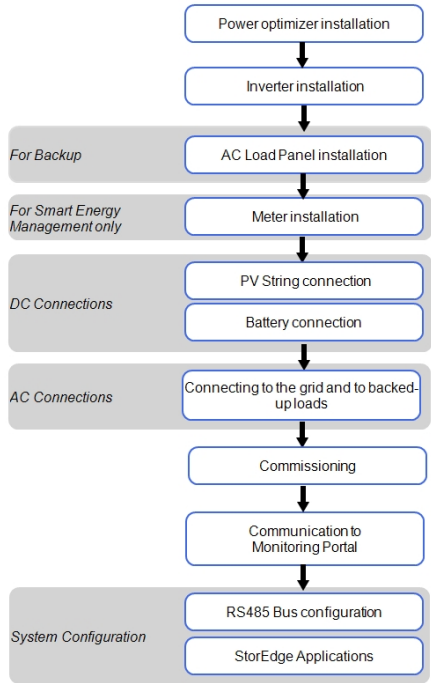 Power optimizer installation
Inverter installation
For Backup
AC Load Panel installation
For Smart Energy
Management only
Meter installation
DC Connections
PV String connection
Battery connection
AC Connections
Connecting to the grid and to backed-
up loads
Commissioning
Communication to
Monitoring Portal
System Configuration
RS485 Bus configuration
StorEdge Applications